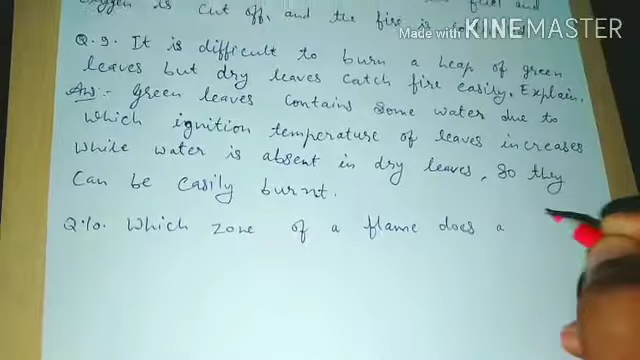 oxygen is cut off, and the fire is
Made with KINEMASTER
Q.9. It is difficult to burn a heap of green
leaves but dry leaves catch fire easily. Explain.
Ans:- Green leaves contains some water due to
which ignition temperature of leaves increases
while water is absent in dry leaves, so they
can be easily burnt.
Q.10. Which zone of a flame does a